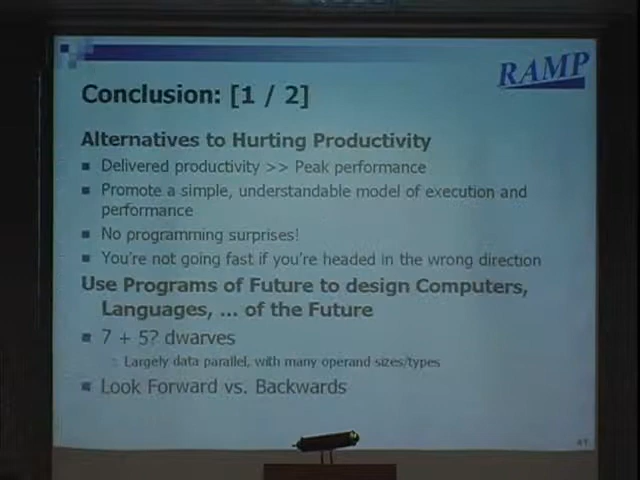 RAMP
Conclusion: [1 / 2]
Alternatives to Hurting Productivity
Delivered productivity >> Peak performance
Promote a simple, understandable model of execution and
performance
No programming surprises!
You're not going fast if you're headed in the wrong direction
Use Programs of Future to design Computers,
Languages, ... of the Future
7 + 5? dwarves
Largely data parallel, with many operand sizes/types
Look Forward vs. Backwards